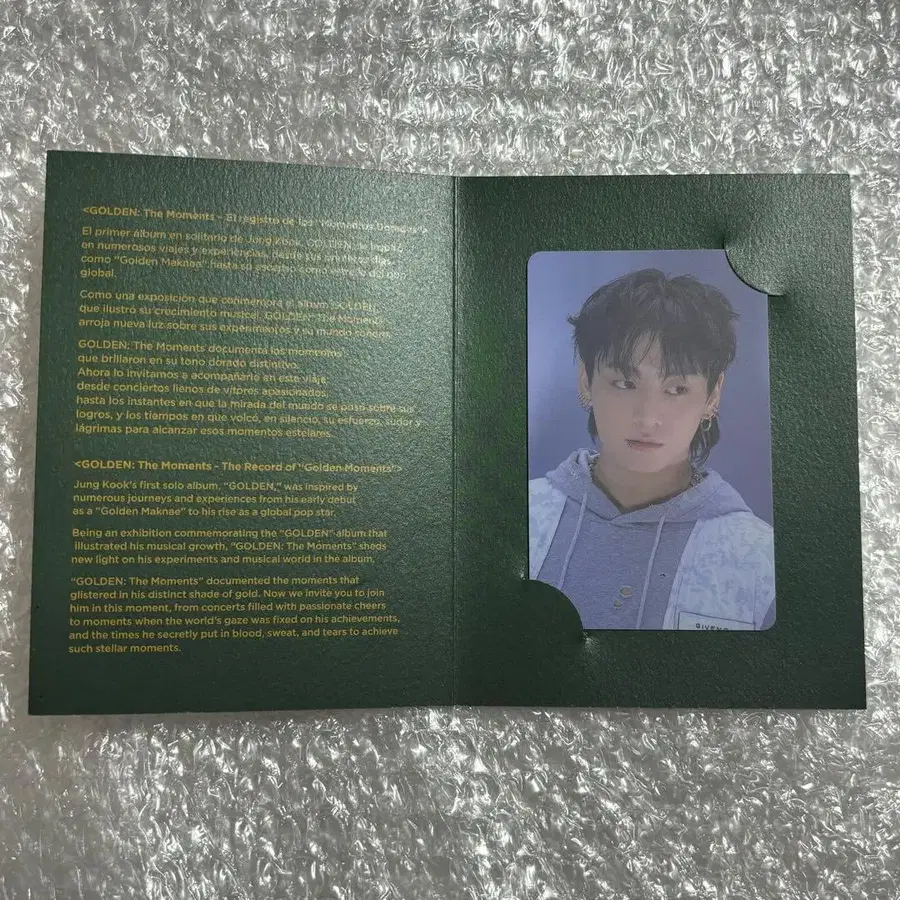 <GOLDEN: The Moments - El registro de los
El primer álbum en solitario de Jung Kook, GOLDEN, se inspiró
en numerosos viajes y experiencias, desde sus primeros días
como "Golden Maknae" hasta su ascenso como estrella del pop
global.
Como una exposición que conmemora el álbum GOLDEN,
que ilustró su crecimiento musical, GOLDEN: The Moments
arroja nueva luz sobre sus experimentos y su mundo sonoro.
GOLDEN: The Moments documenta los momentos
que brillaron en su tono dorado distintivo.
Ahora lo invitamos a acompañarlo en este viaje,
desde conciertos llenos de vítores apasionados,
hasta los instantes en que la mirada del mundo se posó sobre sus
logros, y los tiempos en que volcó, en silencio, su esfuerzo, sudor y
lágrimas para alcanzar esos momentos estelares.
<GOLDEN: The Moments - The Record of "Golden Moments">
Jung Kook's first solo album, "GOLDEN," was inspired by
numerous journeys and experiences from his early debut
as a "Golden Maknae" to his rise as a global pop star.
Being an exhibition commemorating the "GOLDEN" album that
illustrated his musical growth, "GOLDEN: The Moments" sheds
new light on his experiments and musical world in the album.
"GOLDEN: The Moments" documented the moments that
glistered in his distinct shade of gold. Now we invite you to join
him in this moment, from concerts filled with passionate cheers
to moments when the world's gaze was fixed on his achievements,
and the times he secretly put in blood, sweat, and tears to achieve
such stellar moments.